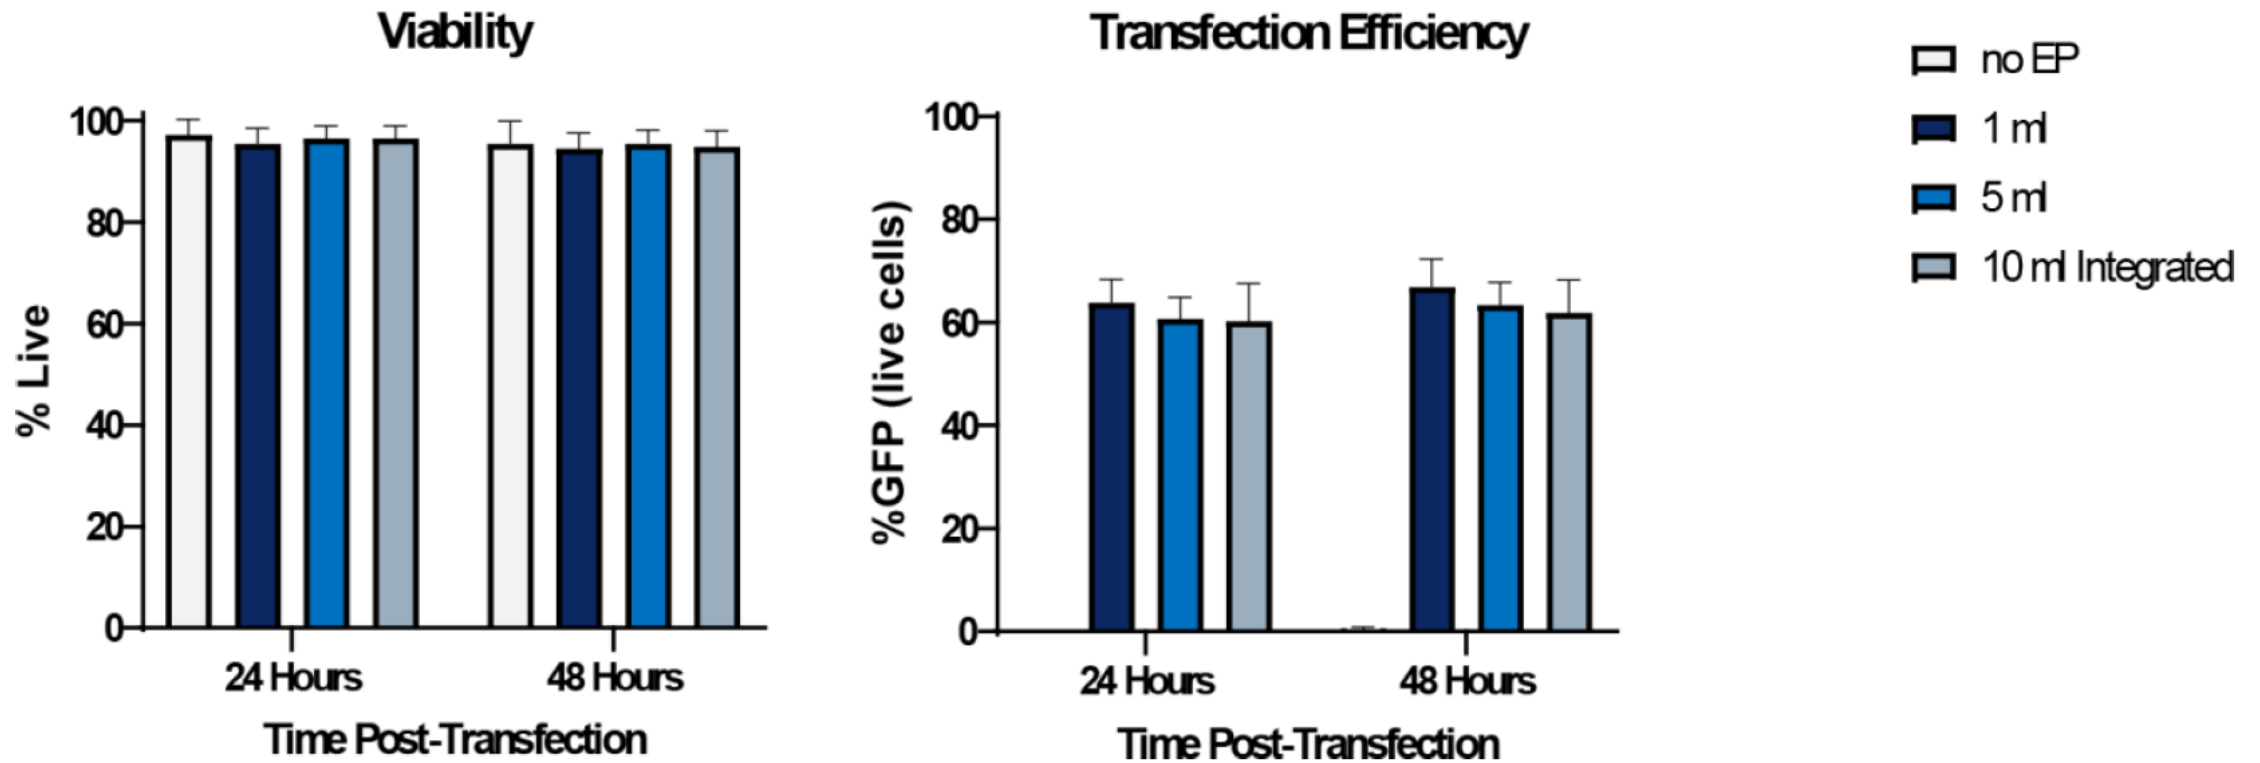 Viability
% Live
100
80
60
40
20
0
24 Hours
48 Hours
Time Post-Transfection
Transfection Efficiency
%GFP (live cells)
100
80
60
40
20
0
24 Hours
48 Hours
Time Post-Transfection
no EP
1 ml
5 ml
10 ml Integrated